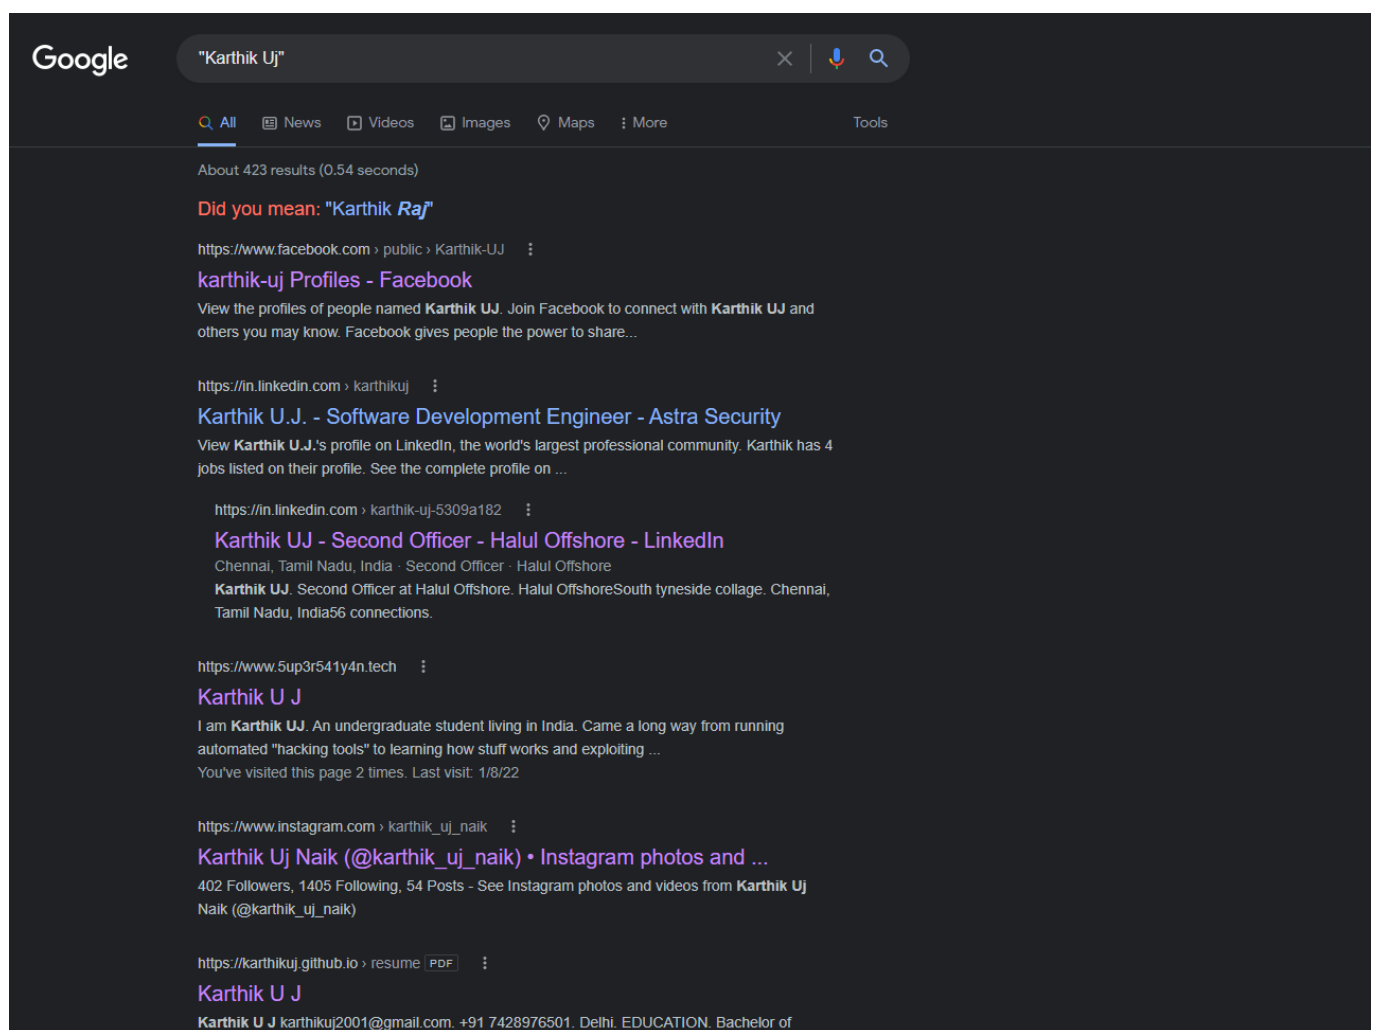 Google
"Karthik Uj"
All
News
Videos
Images
Maps
More
Tools
About 423 results (0.54 seconds)
Did you mean: "Karthik Raj"
https://www.facebook.com › public › Karthik-UJ
karthik-uj Profiles - Facebook
View the profiles of people named Karthik UJ. Join Facebook to connect with Karthik UJ and
others you may know. Facebook gives people the power to share...
https://in.linkedin.com › karthikuj
Karthik U.J. - Software Development Engineer - Astra Security
View Karthik U.J.'s profile on LinkedIn, the world's largest professional community. Karthik has 4
jobs listed on their profile. See the complete profile on ...
https://in.linkedin.com › karthik-uj-5309a182
Karthik UJ - Second Officer - Halul Offshore - LinkedIn
Chennai, Tamil Nadu, India · Second Officer · Halul Offshore
Karthik UJ. Second Officer at Halul Offshore. Halul OffshoreSouth tyneside collage. Chennai,
Tamil Nadu, India56 connections.
https://www.5up3r541y4n.tech
Karthik U J
I am Karthik UJ. An undergraduate student living in India. Came a long way from running
automated "hacking tools" to learning how stuff works and exploiting ...
You've visited this page 2 times. Last visit: 1/8/22
https://www.instagram.com › karthik_uj_naik
Karthik Uj Naik (@karthik_uj_naik) • Instagram photos and ...
402 Followers, 1405 Following, 54 Posts - See Instagram photos and videos from Karthik Uj
Naik (@karthik_uj_naik)
https://karthikuj.github.io › resume PDF
Karthik U J
Karthik U J karthikuj2001@gmail.com. +91 7428976501. Delhi. EDUCATION. Bachelor of